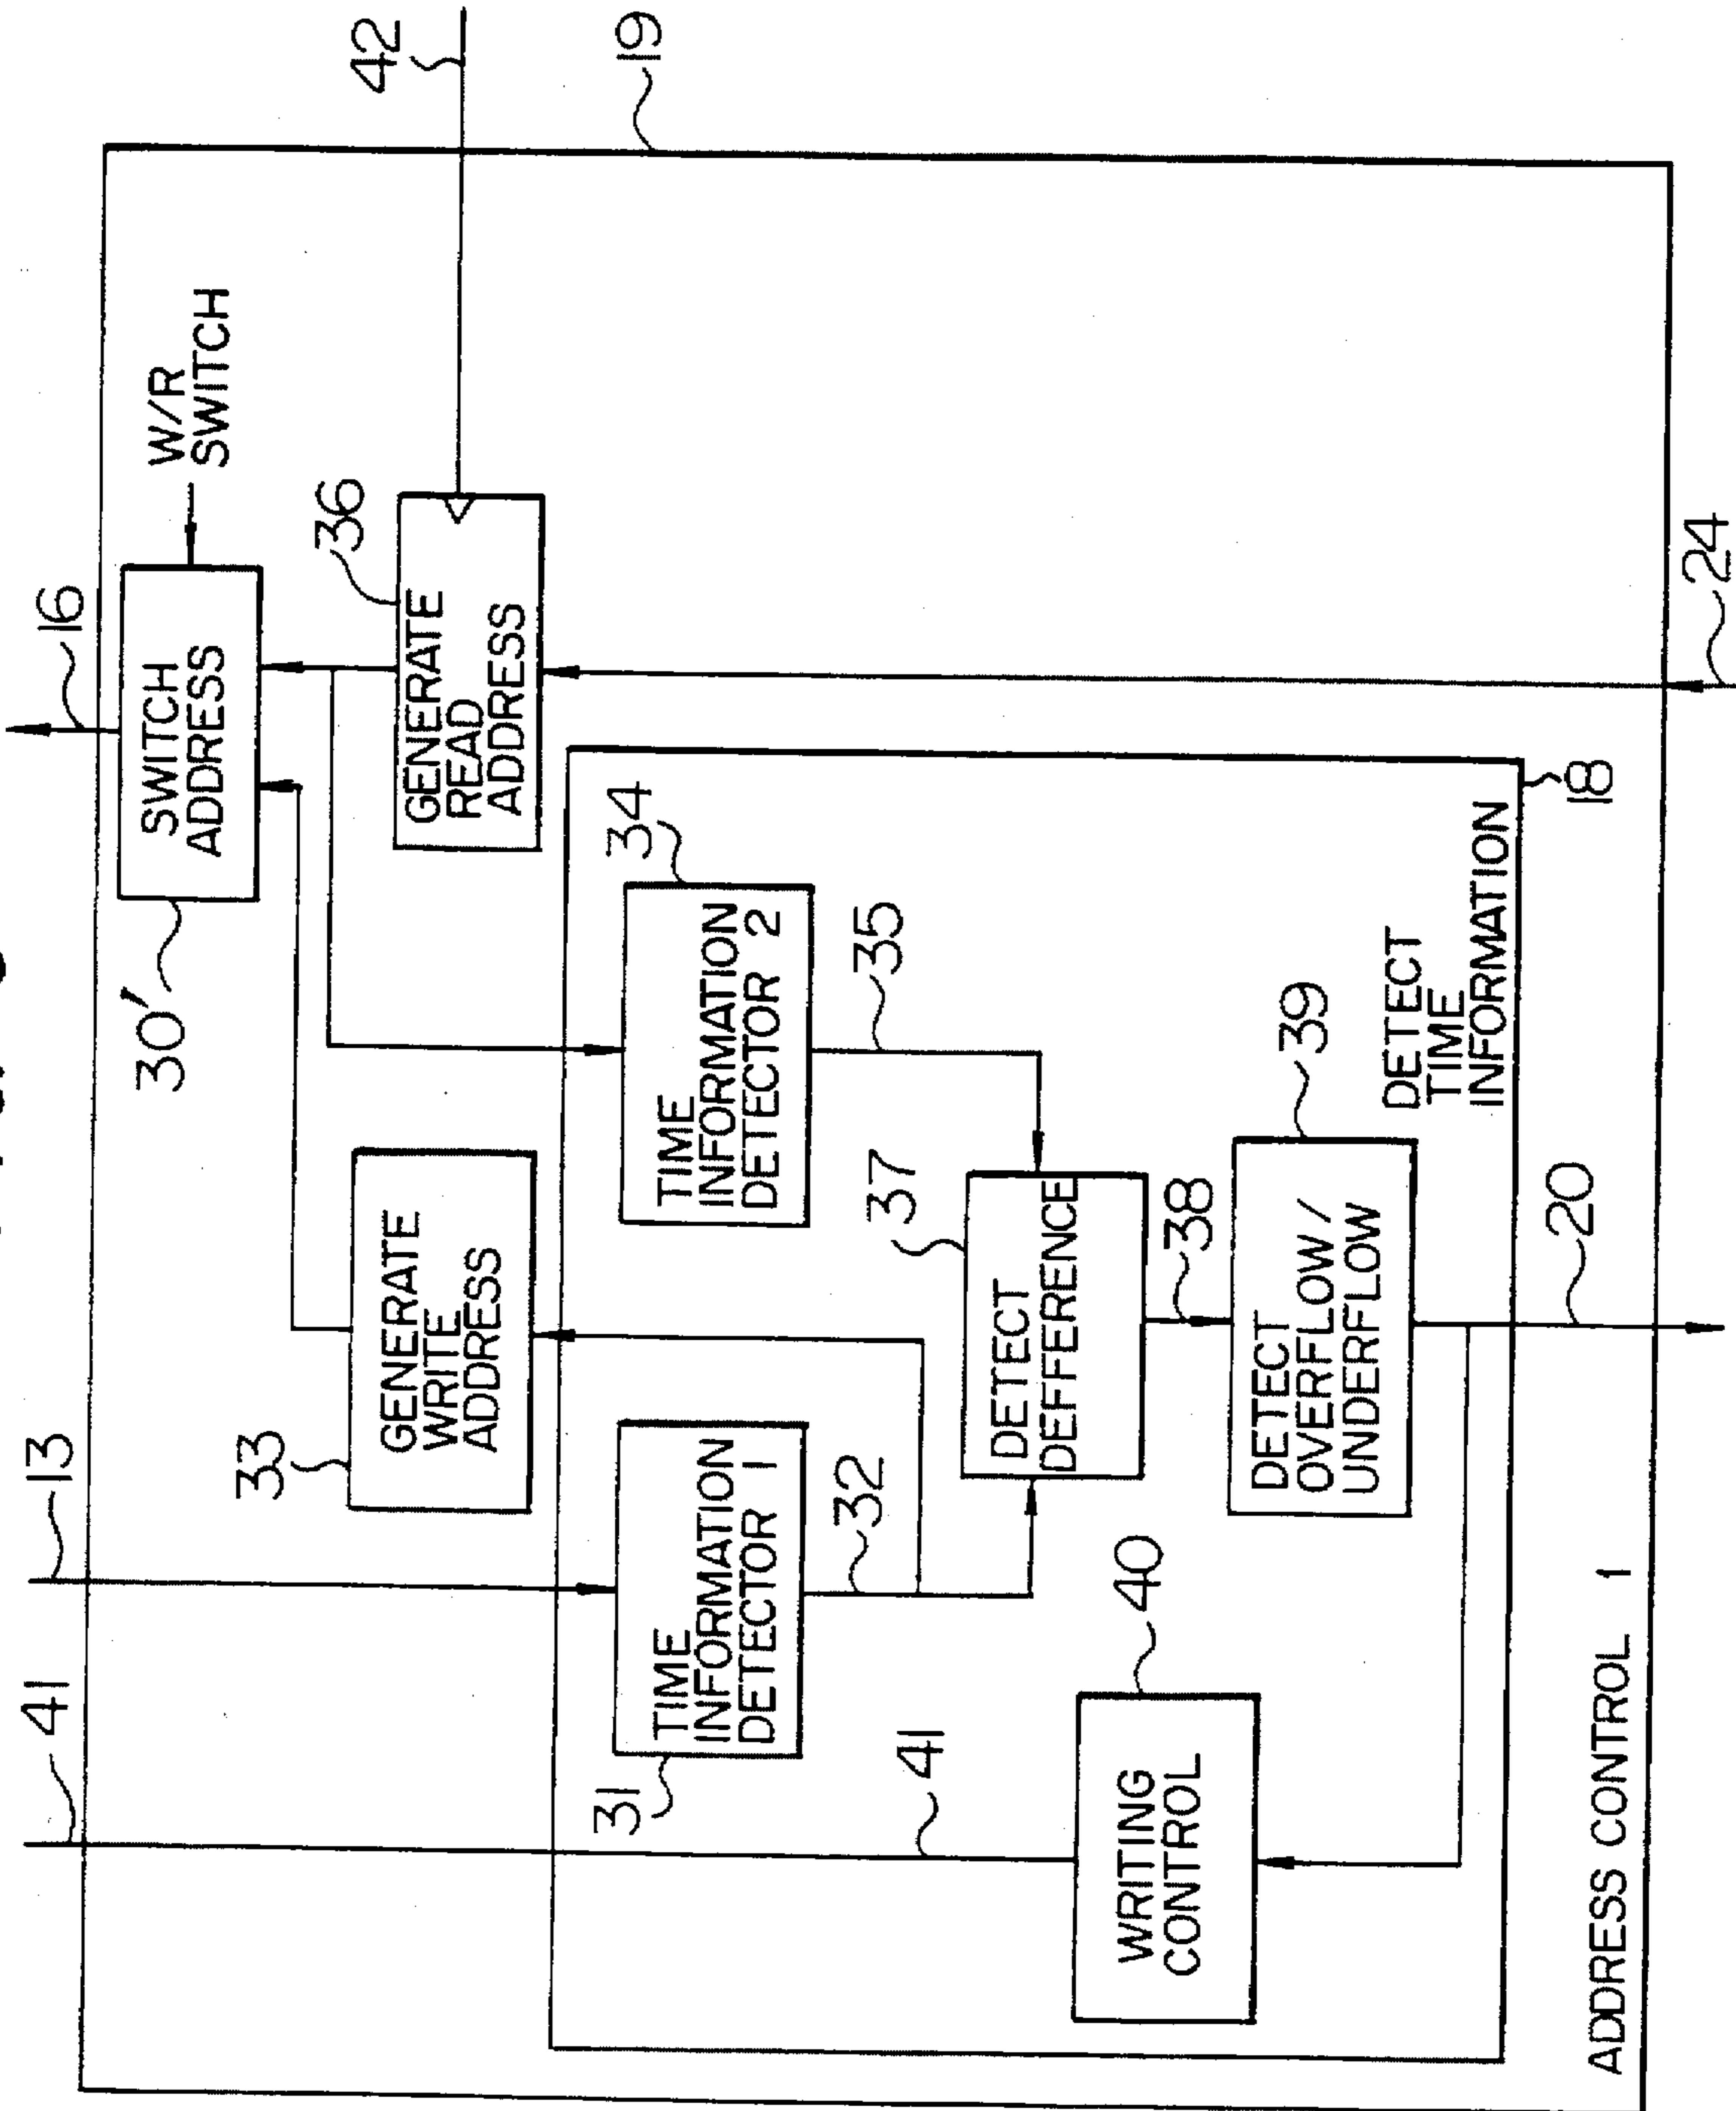 41
13
16
SWITCH
ADDRESS
W/R
SWITCH
30'
42
33
36
GENERATE
WRITE
ADDRESS
GENERATE
READ
ADDRESS
19
31
TIME
INFORMATION
DETECTOR 1
TIME
INFORMATION
DETECTOR 2
34
41
32
37
35
DETECT
DEFFERENCE
40
WRITING
CONTROL
38
39
DETECT
OVERFLOW /
UNDERFLOW
DETECT
TIME
INFORMATION
18
20
ADDRESS CONTROL 1
24